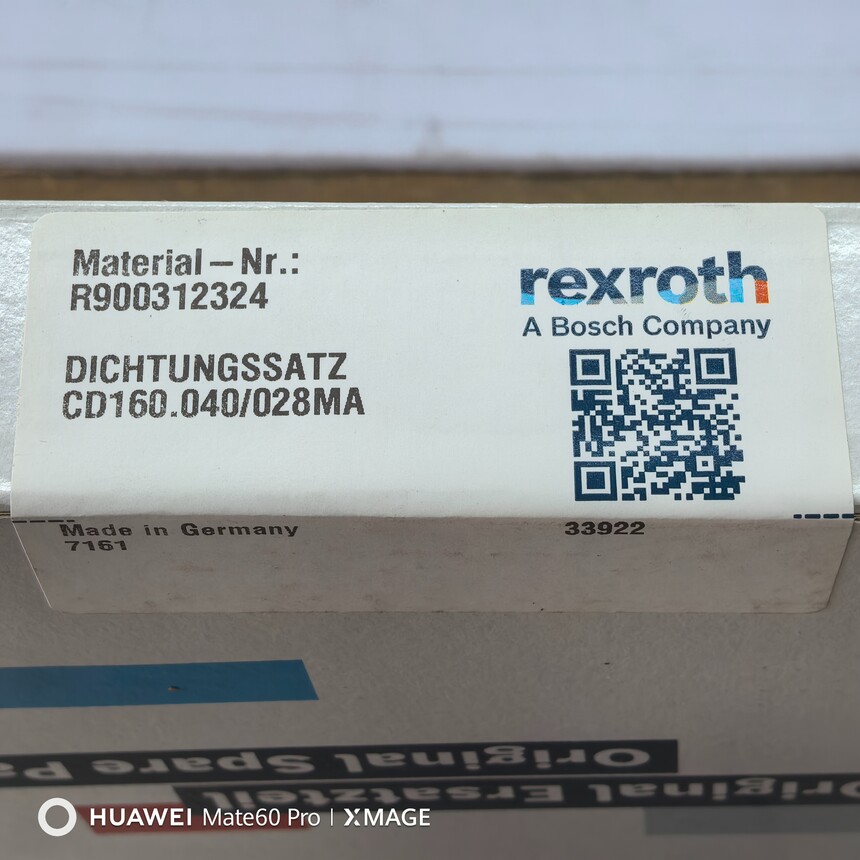 Material – Nr.:
R900312324
DICHTUNGSSATZ
CD160.040/028MA
rexroth
A Bosch Company
Made in Germany
7161
33922
Original Spare Pa
Original Ersatzteil
Origin
HUAWEI Mate60 Pro | XMAGE